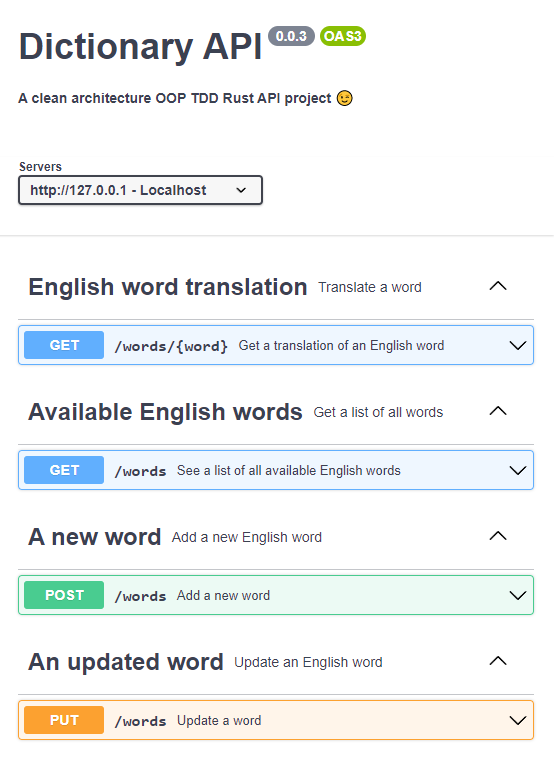 Dictionary API 0.0.3 OAS3
A clean architecture OOP TDD Rust API project 😉
Servers
http://127.0.0.1 - Localhost
English word translation Translate a word
GET /words/{word} Get a translation of an English word
Available English words Get a list of all words
GET /words See a list of all available English words
A new word Add a new English word
POST /words Add a new word
An updated word Update an English word
PUT /words Update a word